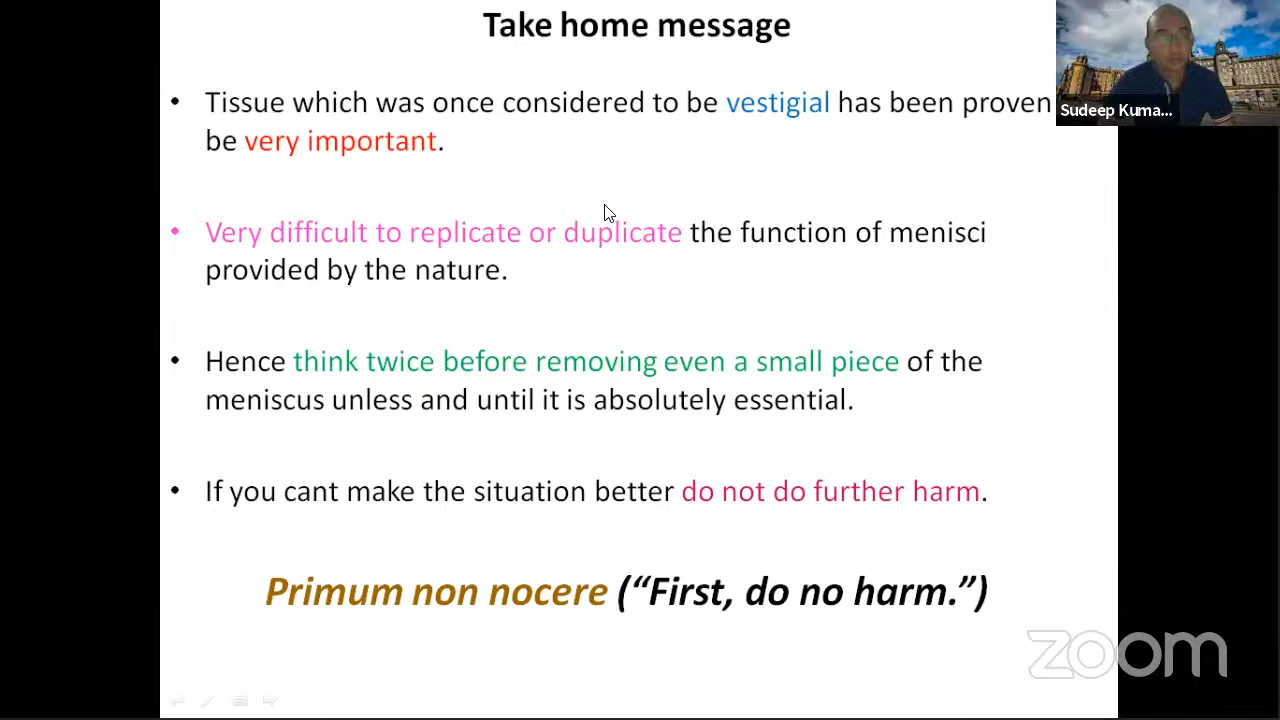 Take home message
• Tissue which was once considered to be vestigial has been proven
be very important.
• Very difficult to replicate or duplicate the function of menisci
provided by the nature.
• Hence think twice before removing even a small piece of the
meniscus unless and until it is absolutely essential.
• If you cant make the situation better do not do further harm.
Primum non nocere (“First, do no harm.”)
Sudeep Kuma...
zoom